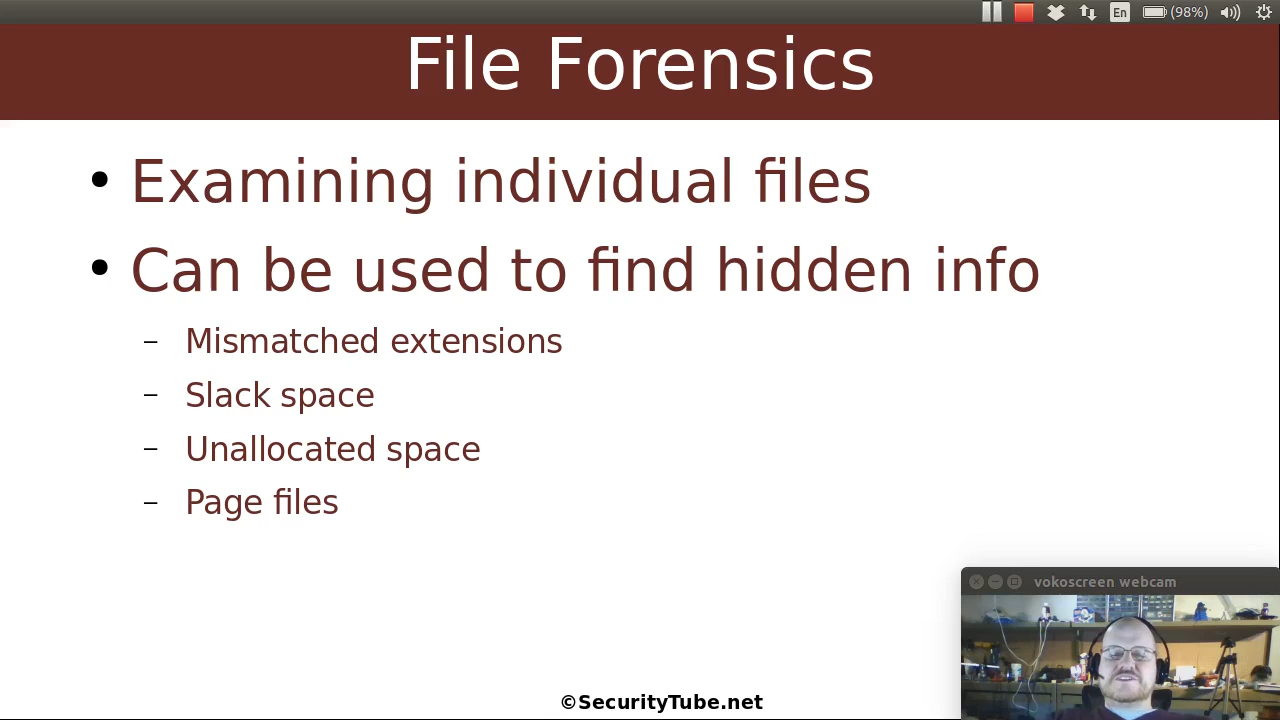 En (98%)
File Forensics
• Examining individual files
• Can be used to find hidden info
– Mismatched extensions
– Slack space
– Unallocated space
– Page files
vokoscreen webcam
©SecurityTube.net